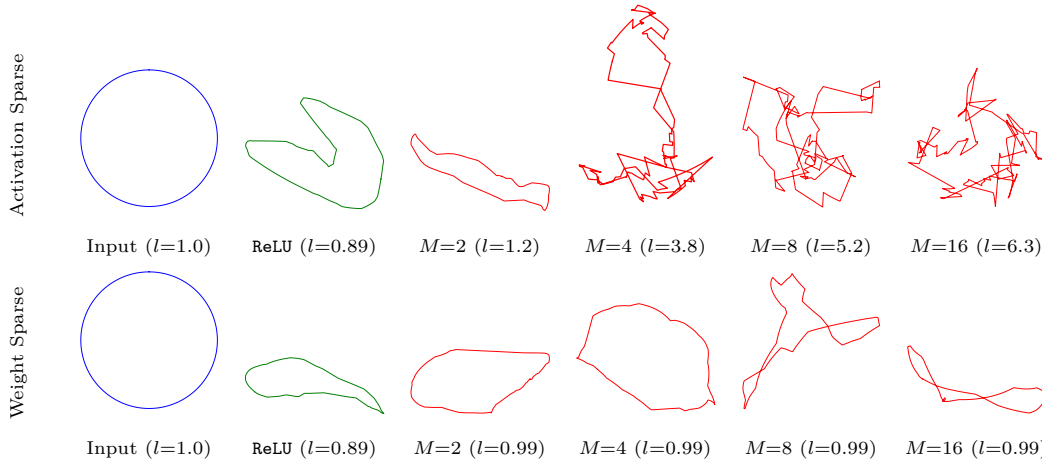 Activation Sparse
Input (l=1.0) ReLU (l=0.89) M=2 (l=1.2) M=4 (l=3.8) M=8 (l=5.2) M=16 (l=6.3)
Weight Sparse
Input (l=1.0) ReLU (l=0.89) M=2 (l=0.99) M=4 (l=0.99) M=8 (l=0.99) M=16 (l=0.99)